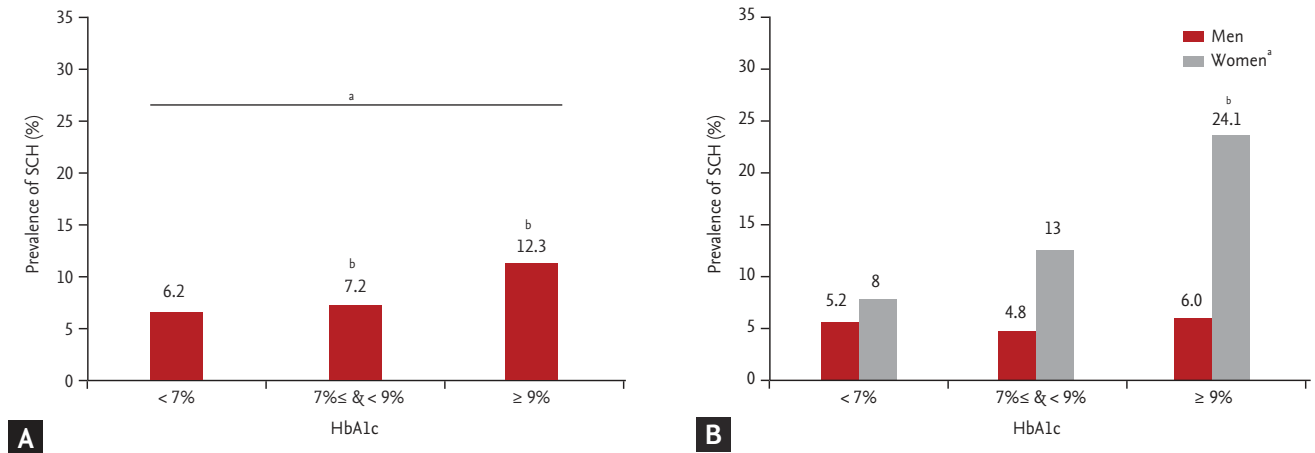 35
30
25
20
15
10
5
0
Prevalence of SCH (%)
a
6.2
b
7.2
b
12.3
< 7%
7%≤ & < 9%
≥ 9%
HbA1c
A
35
30
25
20
15
10
5
0
Prevalence of SCH (%)
Men
Womenᵃ
5.2
8
4.8
13
6.0
b
24.1
< 7%
7%≤ & < 9%
≥ 9%
HbA1c
B